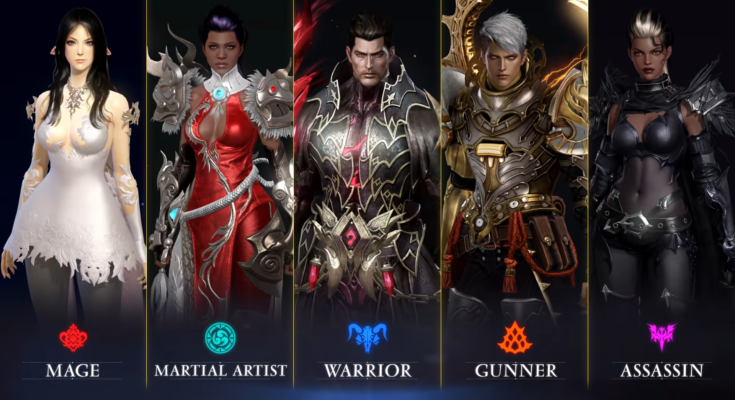 MAGE
MARTIAL ARTIST
WARRIOR
GUNNER
ASSASSIN